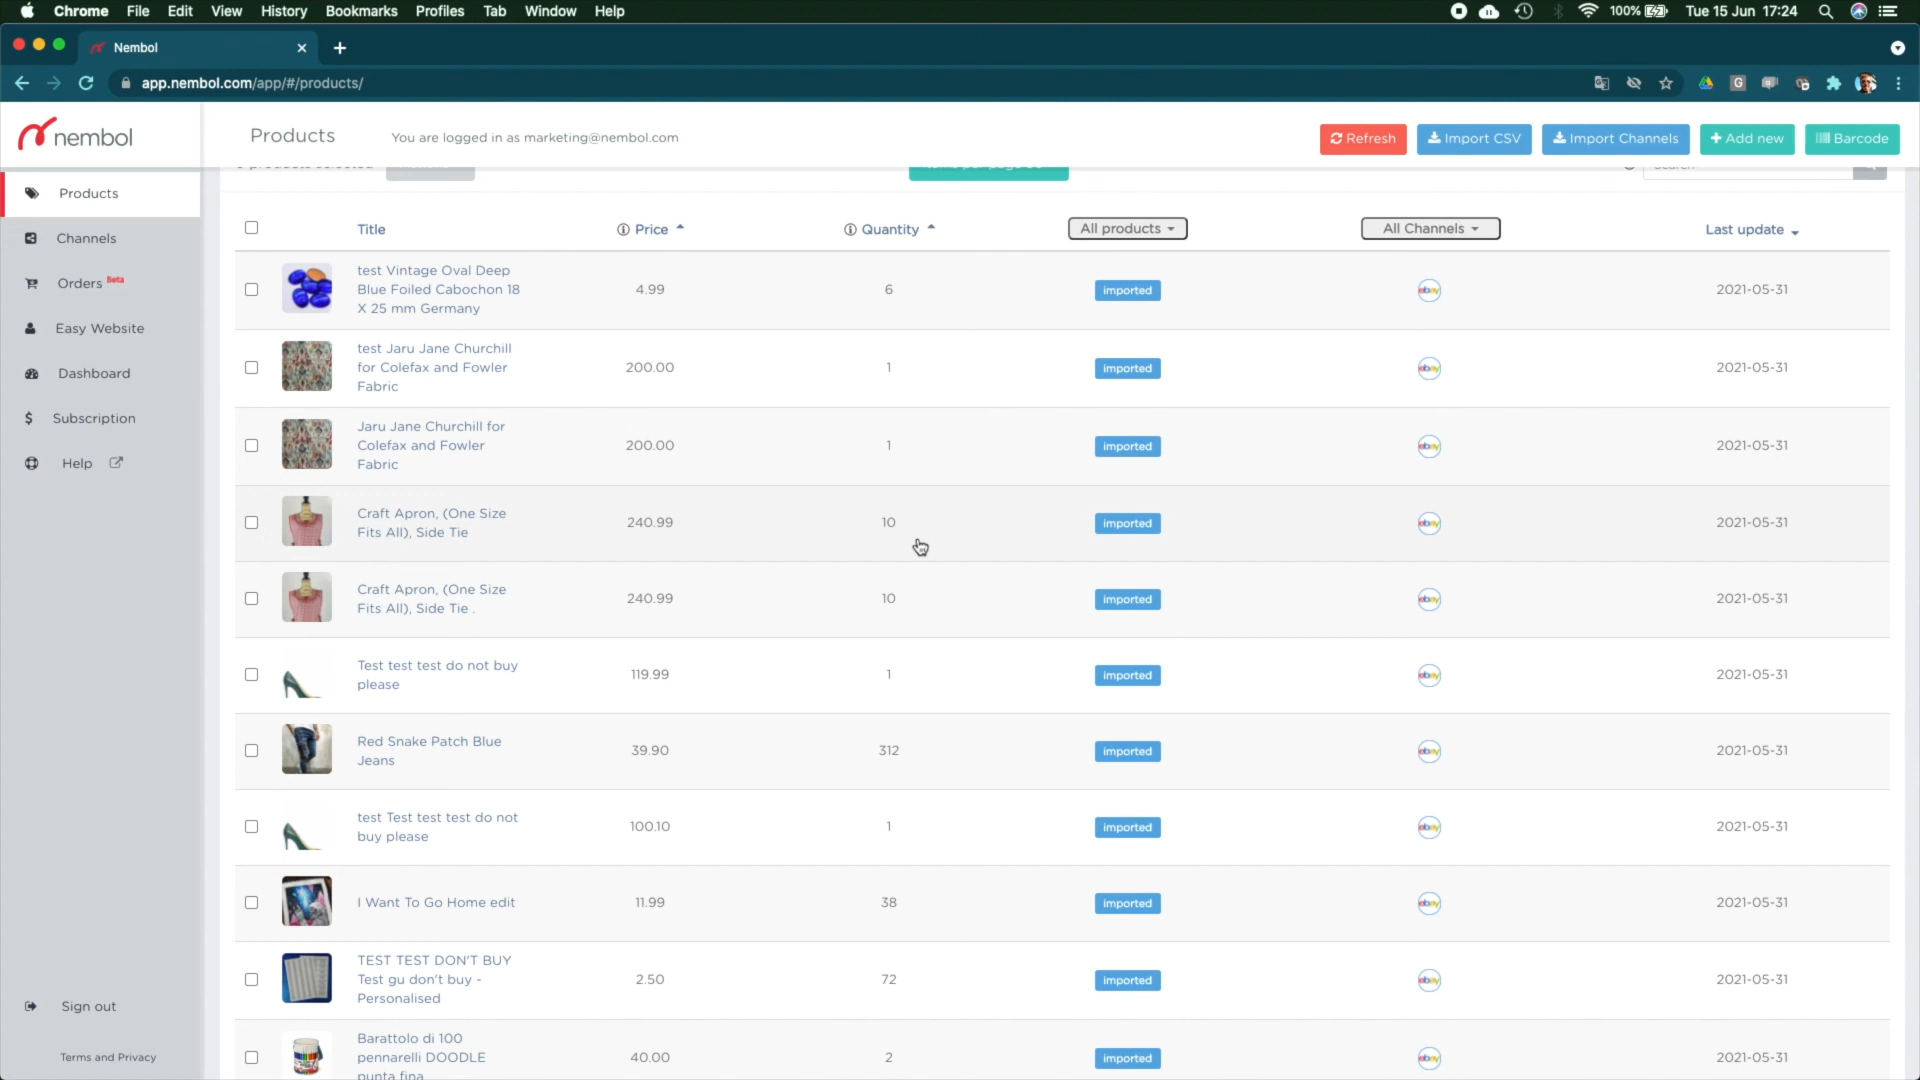 Chrome File Edit View History Bookmarks Profiles Tab Window Help 100% Tue 15 Jun 17:24
Nembol
app.nembol.com/app/#/products/
nembol Products You are logged in as marketing@nembol.com Refresh Import CSV Import Channels Add new Barcode
Products
Channels
Orders Beta
Easy Website
Dashboard
Subscription
Help
Sign out
Terms and Privacy
Title Price Quantity All products All Channels Last update
test Vintage Oval Deep
Blue Foiled Cabochon 18
X 25 mm Germany
4.99 6 imported ebay 2021-05-31
test Jaru Jane Churchill
for Colefax and Fowler
Fabric
200.00 1 imported ebay 2021-05-31
Jaru Jane Churchill for
Colefax and Fowler
Fabric
200.00 1 imported ebay 2021-05-31
Craft Apron, (One Size
Fits All), Side Tie
240.99 10 imported ebay 2021-05-31
Craft Apron, (One Size
Fits All), Side Tie .
240.99 10 imported ebay 2021-05-31
Test test test do not buy
please
119.99 1 imported ebay 2021-05-31
Red Snake Patch Blue
Jeans
39.90 312 imported ebay 2021-05-31
test Test test test do not
buy please
100.10 1 imported ebay 2021-05-31
I Want To Go Home edit
11.99 38 imported ebay 2021-05-31
TEST TEST DON'T BUY
Test gu don't buy -
Personalised
2.50 72 imported ebay 2021-05-31
Barattolo di 100
pennarelli DOODLE
punta fina
40.00 2 imported ebay 2021-05-31